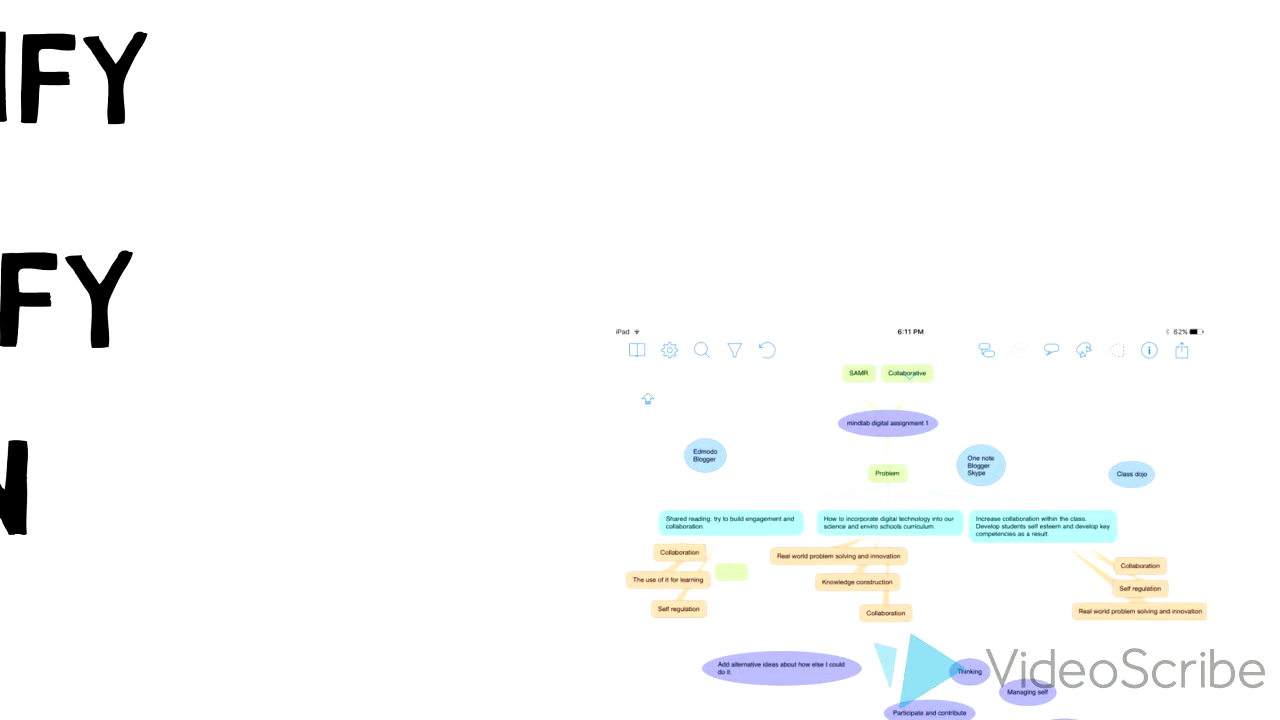 IFY
FY
N
iPad
6:11 PM
62%
SAMR
Collaborative
mindlab digital assignment 1
Edmodo
Blogger
One note
Blogger
Skype
Class dojo
Problem
Shared reading: try to build engagement and
collaboration.
How to incorporate digital technology into our
science and enviro schools curriculum.
Increase collaboration within the class.
Develop students self esteem and develop key
competencies as a result.
Collaboration
The use of it for learning
Self regulation
Real world problem solving and innovation
Knowledge construction
Collaboration
Collaboration
Self regulation
Real world problem solving and innovation
Add alternative ideas about how else I could
do it.
Thinking
Managing self
Participate and contribute
VideoScribe